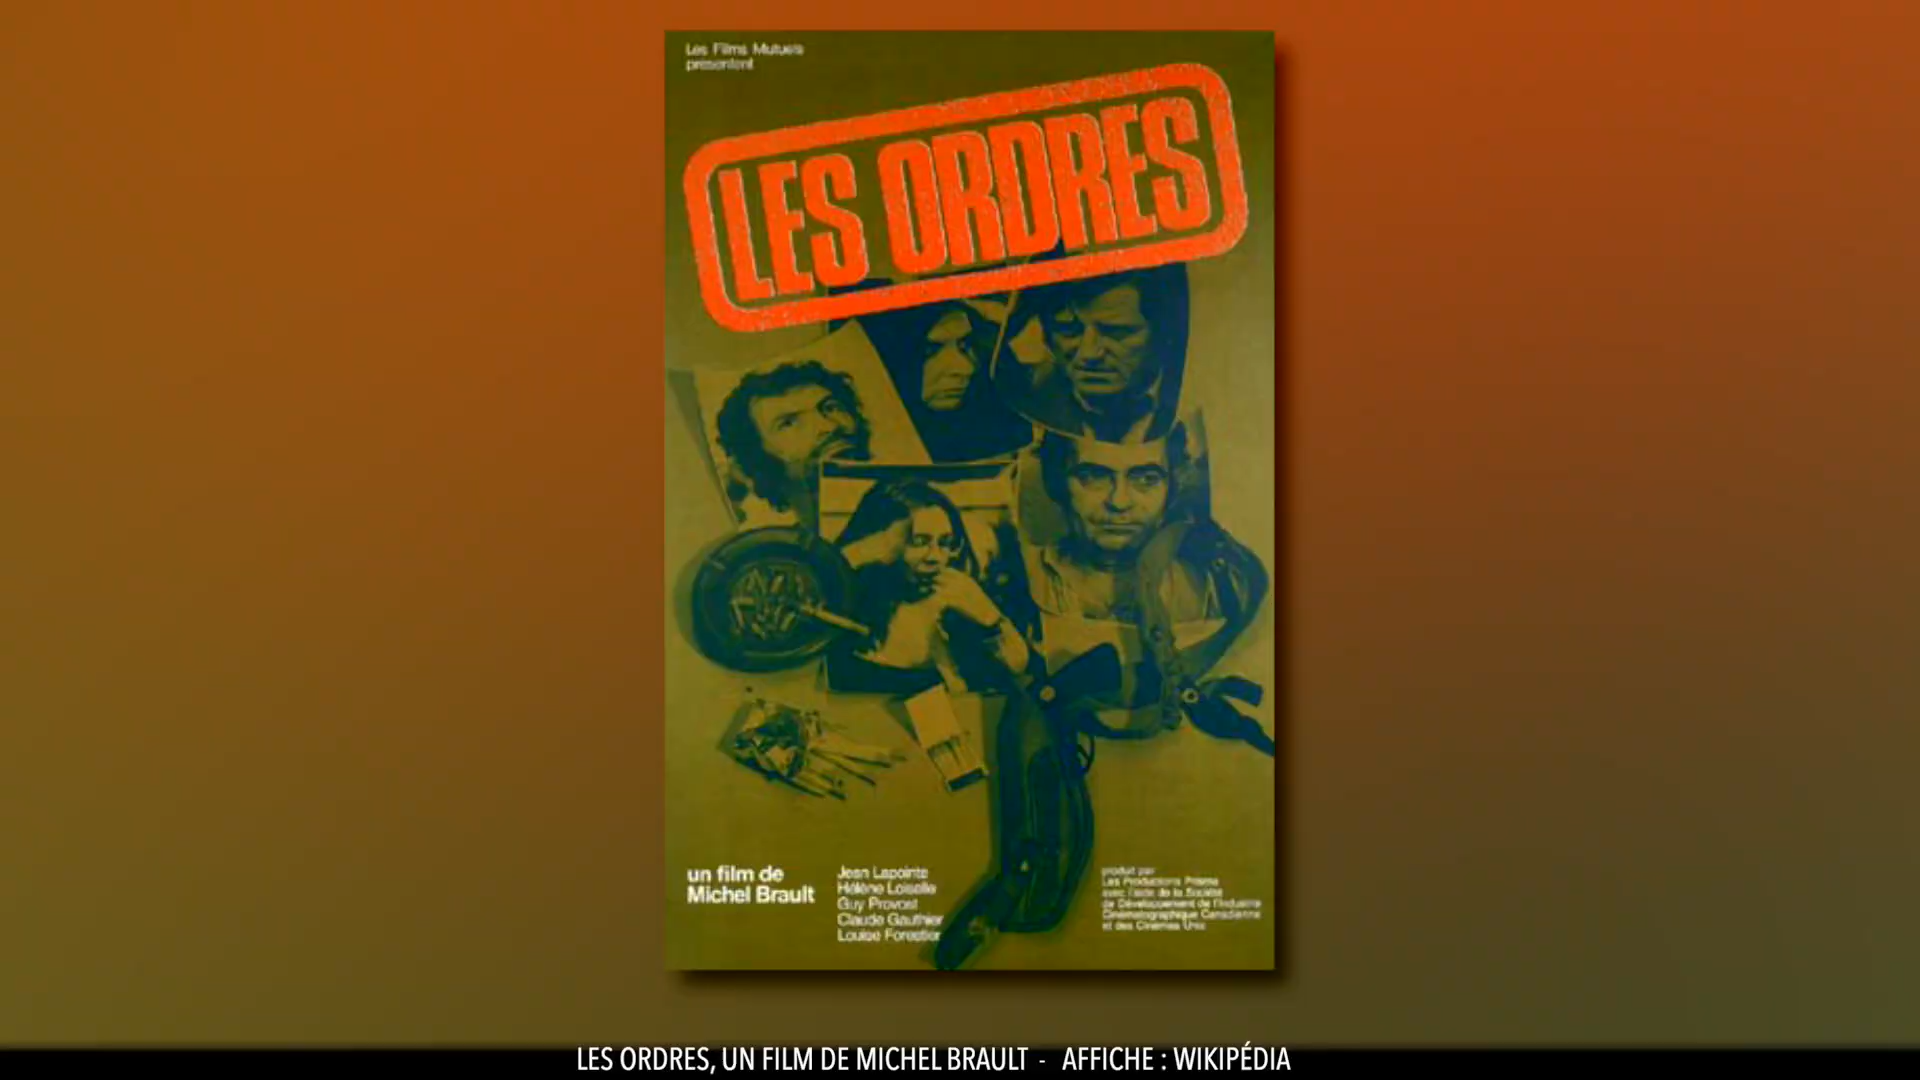 Les Films Mutuels
présentent
LES ORDRES
un film de
Michel Brault
Jean Lapointe
Hélène Loiselle
Guy Provost
Claude Gauthier
Louise Forestier
produit par
Les Productions Prisma
avec l'aide de la Société
de Développement de l'Industrie
Cinématographique Canadienne
et des Cinémas Unis
LES ORDRES, UN FILM DE MICHEL BRAULT - AFFICHE : WIKIPÉDIA